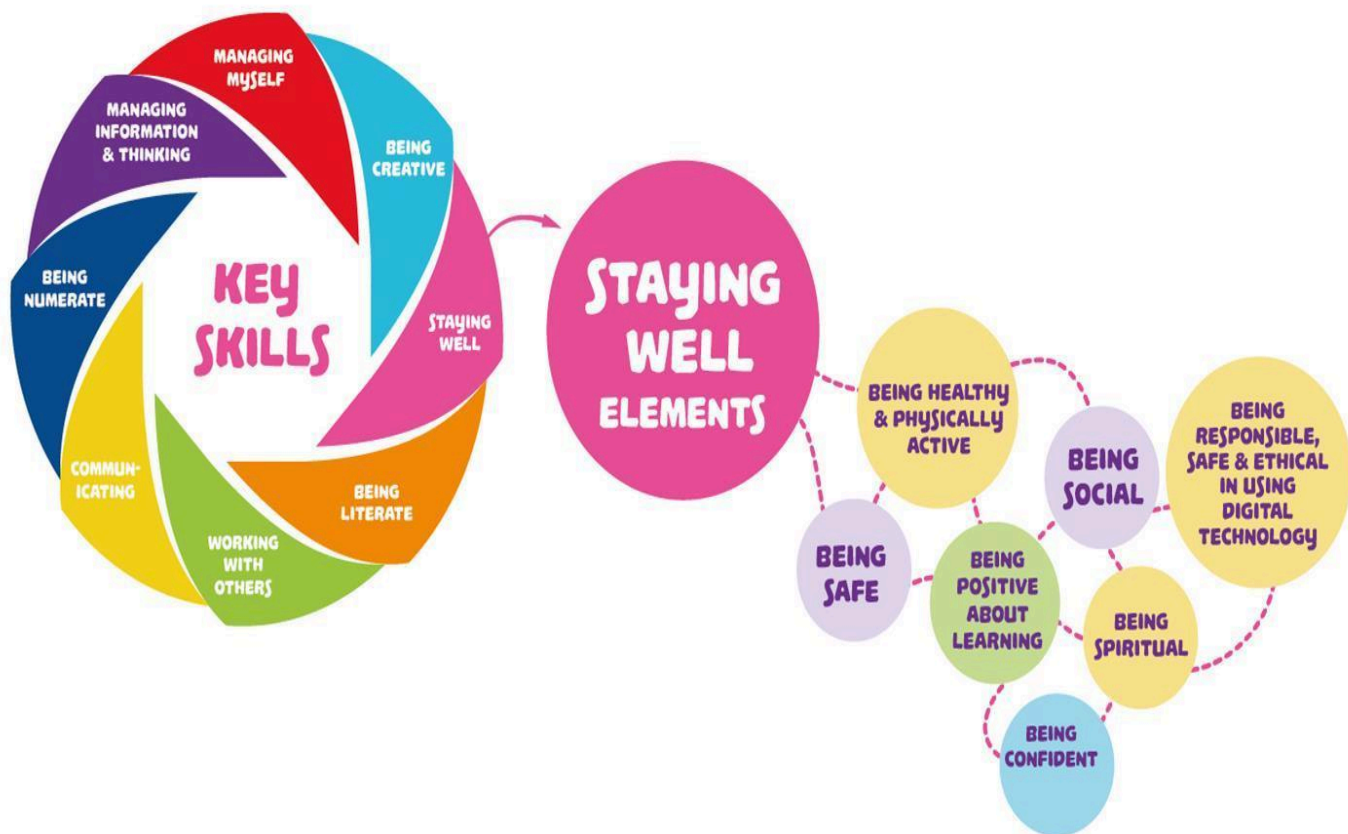 MANAGING
MYSELF
BEING
CREATIVE
STAYING
WELL
BEING
LITERATE
WORKING
WITH
OTHERS
COMMUN-
ICATING
BEING
NUMERATE
MANAGING
INFORMATION
& THINKING
KEY
SKILLS
STAYING
WELL
ELEMENTS
BEING HEALTHY
& PHYSICALLY
ACTIVE
BEING
SAFE
BEING
POSITIVE
ABOUT
LEARNING
BEING
SOCIAL
BEING
RESPONSIBLE,
SAFE & ETHICAL
IN USING
DIGITAL
TECHNOLOGY
BEING
SPIRITUAL
BEING
CONFIDENT